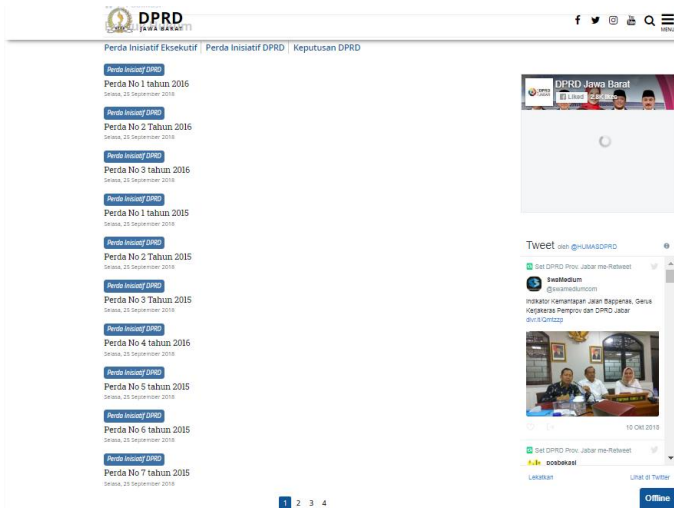 DPRD
JAWA BARAT
MENU
Perda Inisiatif Eksekutif
Perda Inisiatif DPRD
Keputusan DPRD
Perda Inisiatif DPRD
Perda No 1 tahun 2016
Selasa, 25 September 2018
Perda Inisiatif DPRD
Perda No 2 Tahun 2016
Selasa, 25 September 2018
Perda Inisiatif DPRD
Perda No 3 tahun 2016
Selasa, 25 September 2018
Perda Inisiatif DPRD
Perda No 1 tahun 2015
Selasa, 25 September 2018
Perda Inisiatif DPRD
Perda No 2 Tahun 2015
Selasa, 25 September 2018
Perda Inisiatif DPRD
Perda No 3 Tahun 2015
Selasa, 25 September 2018
Perda Inisiatif DPRD
Perda No 4 tahun 2016
Selasa, 25 September 2018
Perda Inisiatif DPRD
Perda No 5 tahun 2015
Selasa, 25 September 2018
Perda Inisiatif DPRD
Perda No 6 tahun 2015
Selasa, 25 September 2018
Perda Inisiatif DPRD
Perda No 7 tahun 2015
Selasa, 25 September 2018
1 2 3 4
DPRD Jawa Barat
Liked
Tweet oleh @HUMASDPRD
Set DPRD Prov. Jabar me-Retweet
SwaMedium
@swamediumcom
Indikator Kemantapan Jalan Bappenas, Gerus
Kerjakeras Pemprov dan DPRD Jabar
dlvr.it/Qmtzzp
10 Okt 2018
Set DPRD Prov. Jabar me-Retweet
posbekasi
Lekatkan
Lihat di Twitter
Offline